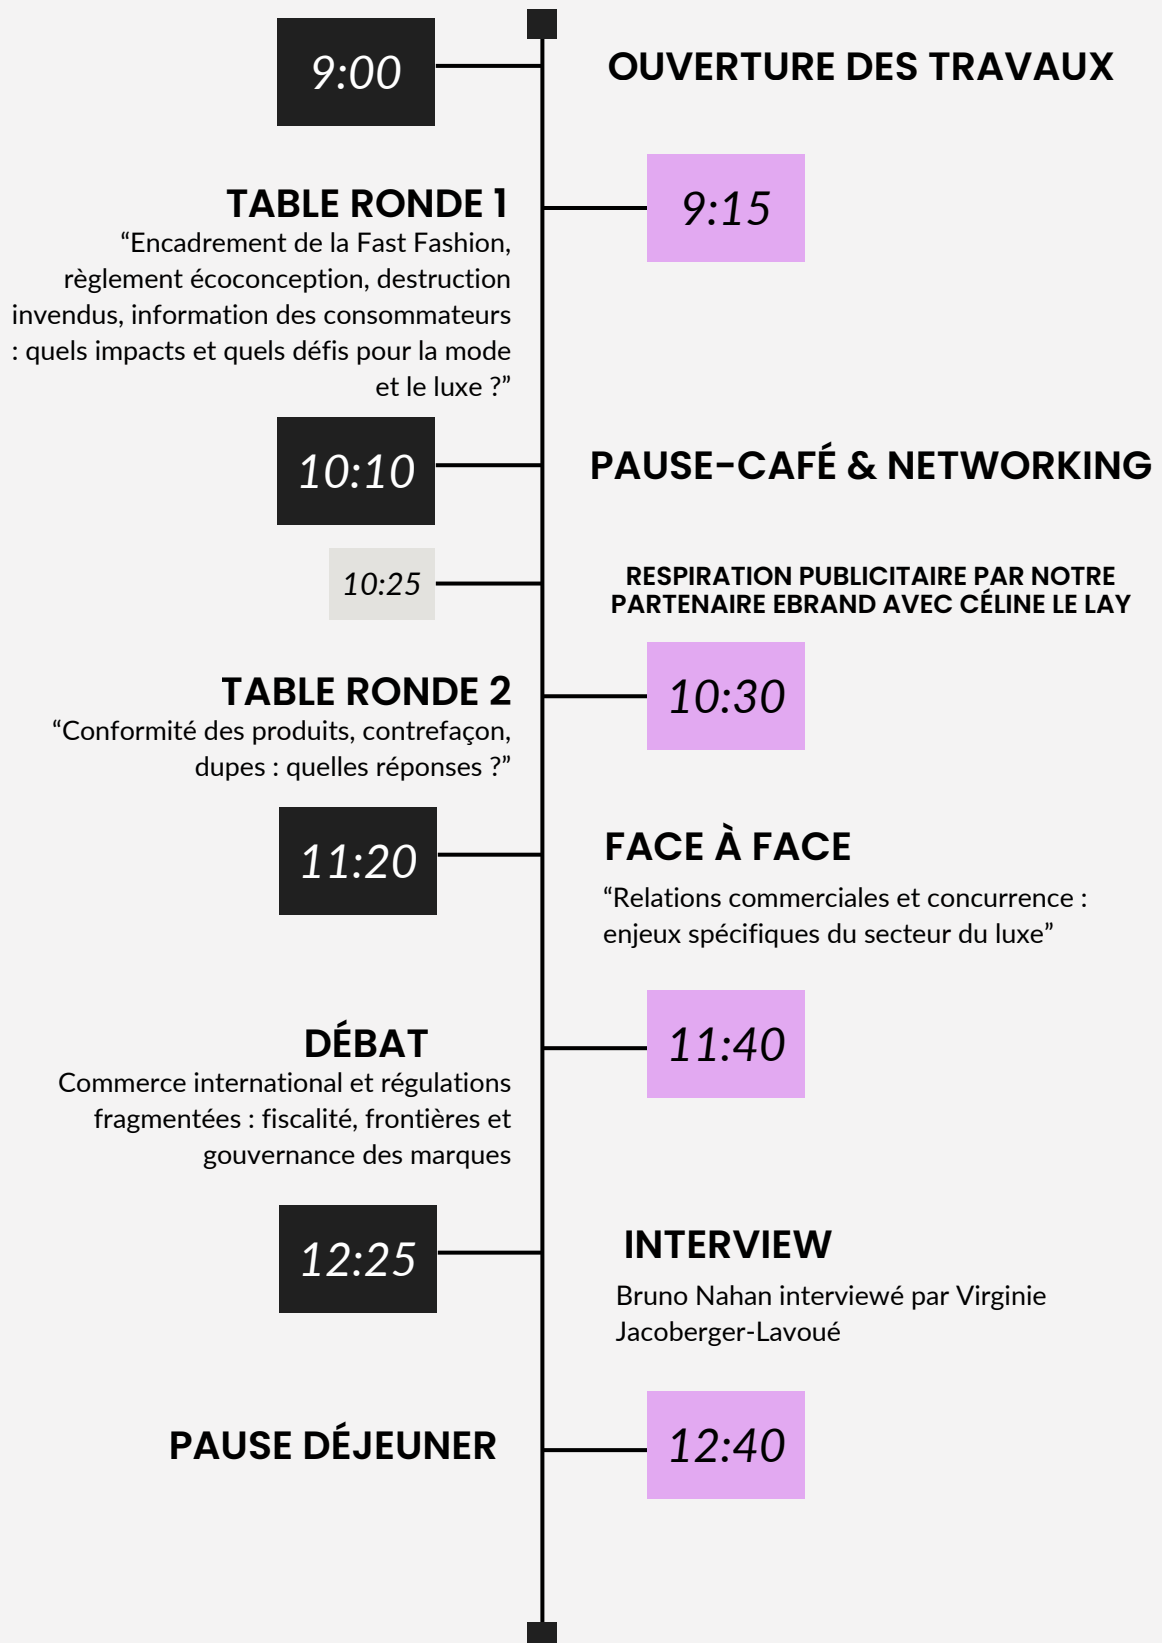 9:00
OUVERTURE DES TRAVAUX
9:15
TABLE RONDE 1
“Encadrement de la Fast Fashion,
règlement écoconception, destruction
invendus, information des consommateurs
: quels impacts et quels défis pour la mode
et le luxe ?”
10:10
PAUSE-CAFÉ & NETWORKING
10:25
RESPIRATION PUBLICITAIRE PAR NOTRE
PARTENAIRE EBRAND AVEC CÉLINE LE LAY
10:30
TABLE RONDE 2
“Conformité des produits, contrefaçon,
dupes : quelles réponses ?”
11:20
FACE À FACE
“Relations commerciales et concurrence :
enjeux spécifiques du secteur du luxe”
11:40
DÉBAT
Commerce international et régulations
fragmentées : fiscalité, frontières et
gouvernance des marques
12:25
INTERVIEW
Bruno Nahan interviewé par Virginie
Jacoberger-Lavoué
12:40
PAUSE DÉJEUNER